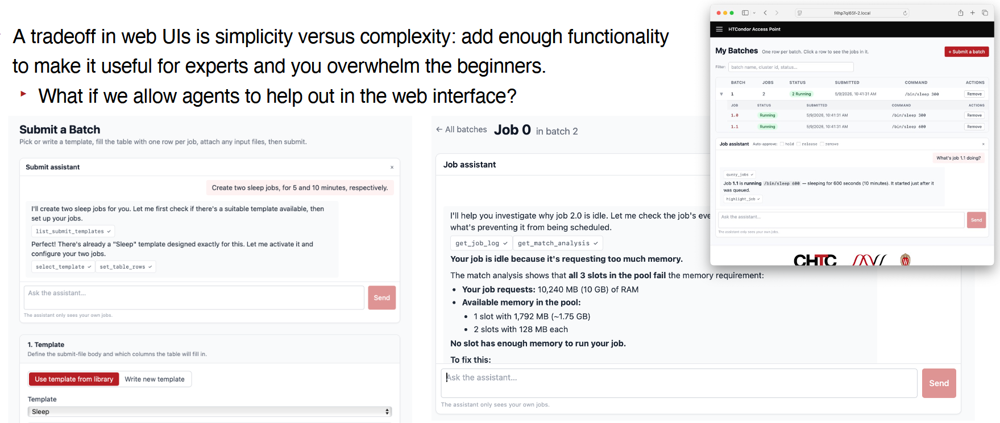 A tradeoff in web UIs is simplicity versus complexity: add enough functionality
to make it useful for experts and you overwhelm the beginners.
What if we allow agents to help out in the web interface?
Submit a Batch
Pick or write a template, fill the table with one row per job, attach any input files, then submit.
Submit assistant ×
Create two sleep jobs, for 5 and 10 minutes, respectively.
I'll create two sleep jobs for you. Let me first check if there's a suitable template available, then
set up your jobs.
list_submit_templates ✓
Perfect! There's already a "Sleep" template designed exactly for this. Let me activate it and
configure your two jobs.
select_template ✓ set_table_rows ✓
Ask the assistant...
Send
The assistant only sees your own jobs.
1. Template
Define the submit-file body and which columns the table will fill in.
Use template from library Write new template
Template
Sleep
← All batches Job 0 in batch 2
Job assistant
I'll help you investigate why job 2.0 is idle. Let me check the job's eve
what's preventing it from being scheduled.
get_job_log ✓ get_match_analysis ✓
Your job is idle because it's requesting too much memory.
The match analysis shows that all 3 slots in the pool fail the memory requirement:
• Your job requests: 10,240 MB (10 GB) of RAM
• Available memory in the pool:
• 1 slot with 1,792 MB (~1.75 GB)
• 2 slots with 128 MB each
No slot has enough memory to run your job.
To fix this:
Ask the assistant...
Send
The assistant only sees your own jobs.
f4hp7ql65f-2.local
HTCondor Access Point
My Batches One row per batch. Click a row to see the jobs in it. + Submit a batch
Filter: batch name, cluster id, status...
BATCH JOBS STATUS SUBMITTED COMMAND ACTIONS
1 2 2 Running 5/9/2026, 10:41:31 AM /bin/sleep 300 Remove
JOB STATUS SUBMITTED COMMAND ACTIONS
1.0 Running 5/9/2026, 10:41:31 AM /bin/sleep 300 Remove
1.1 Running 5/9/2026, 10:41:31 AM /bin/sleep 600 Remove
Job assistant Auto-approve: hold release remove ×
What's job 1.1 doing?
query_jobs ✓
Job 1.1 is running /bin/sleep 600 — sleeping for 600 seconds (10 minutes). It started just after it
was queued.
highlight_job ✓
Ask the assistant...
Send
The assistant only sees your own jobs.
CHTC W